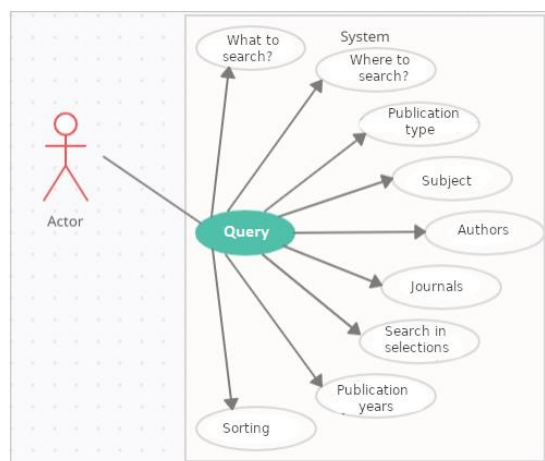 System
What to
search?
Where to
search?
Publication
type
Subject
Actor
Query
Authors
Journals
Search in
selections
Publication
years
Sorting